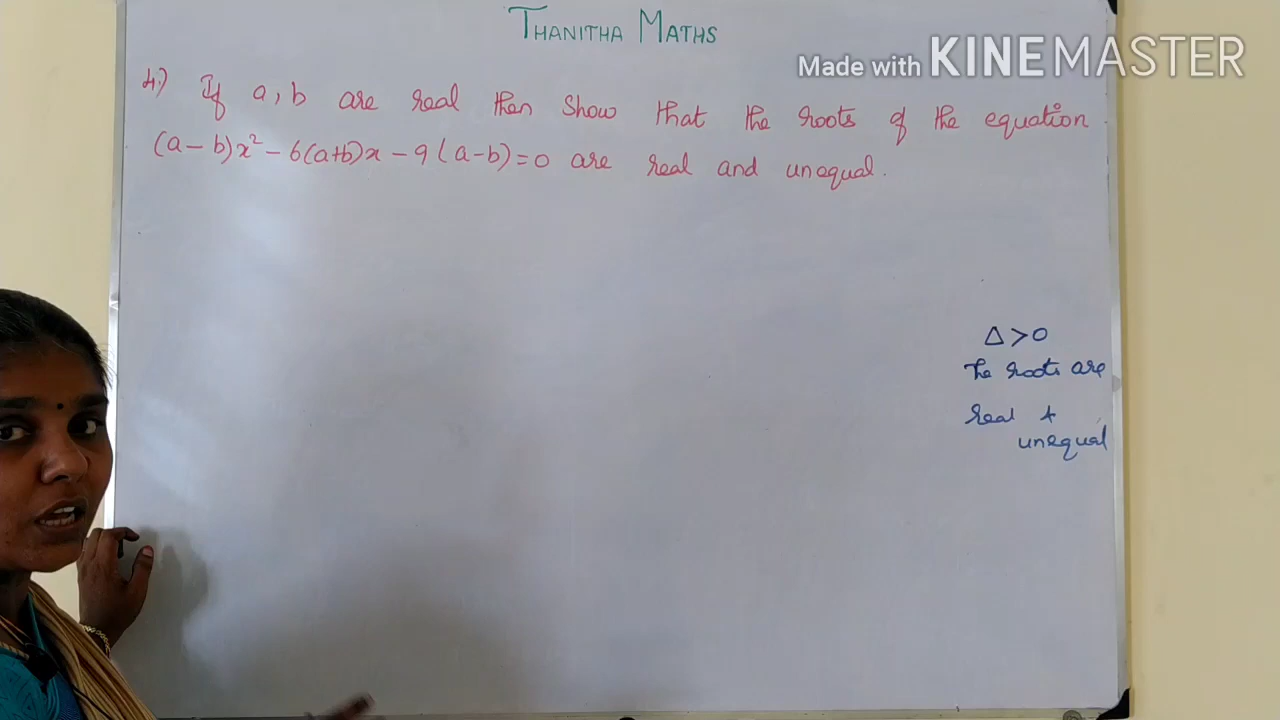 THANITHA MATHS
Made with KINEMASTER
4.) If a, b are real then show that the roots of the equation
(a-b)x² - 6(a+b)x - 9(a-b)=0 are real and unequal.
Δ>0
The roots are
real &
unequal